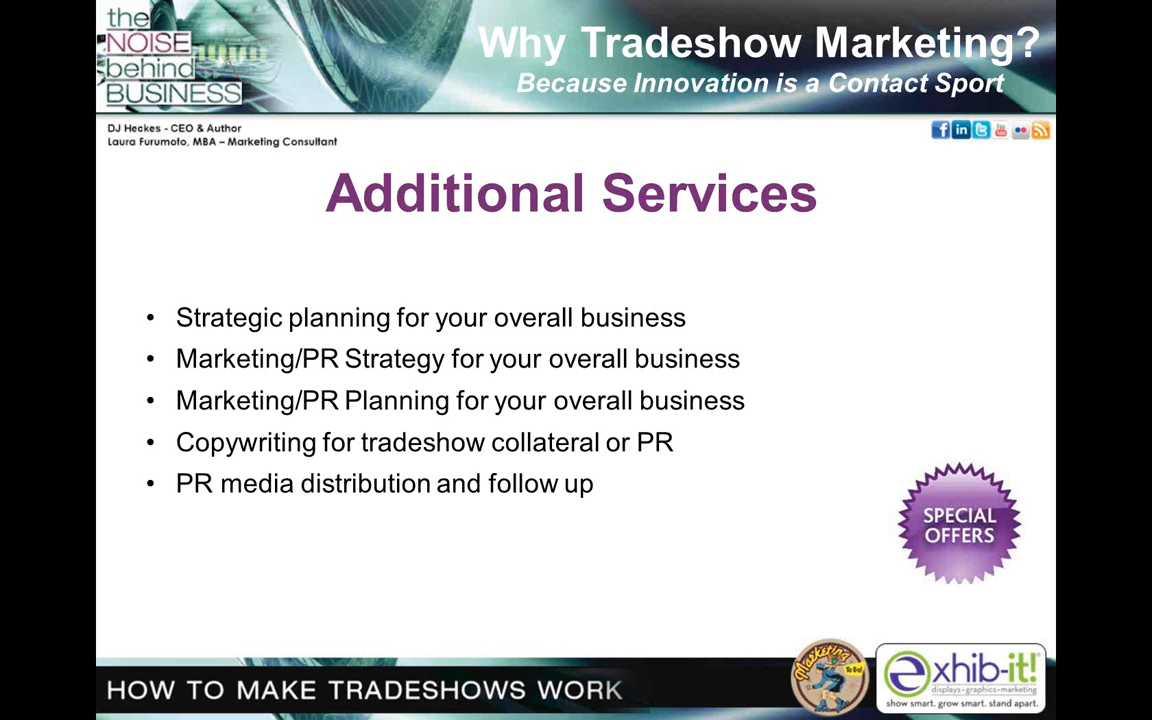 the
NOISE
behind
BUSINESS
Why Tradeshow Marketing?
Because Innovation is a Contact Sport
DJ Heckes - CEO & Author
Laura Furumoto, MBA – Marketing Consultant
Additional Services
• Strategic planning for your overall business
• Marketing/PR Strategy for your overall business
• Marketing/PR Planning for your overall business
• Copywriting for tradeshow collateral or PR
• PR media distribution and follow up
SPECIAL
OFFERS
HOW TO MAKE TRADESHOWS WORK
Marketing
To Go!
exhib-it!
displays•graphics•marketing
show smart. grow smart. stand apart.